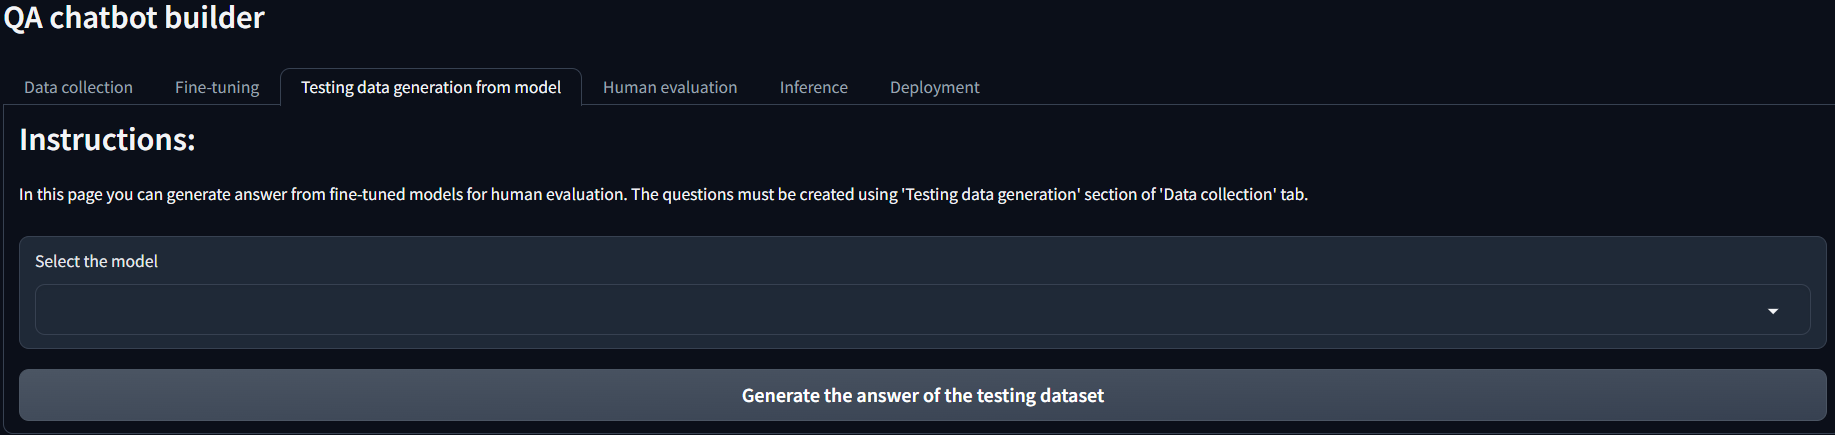 QA chatbot builder
Data collection Fine-tuning Testing data generation from model Human evaluation Inference Deployment
Instructions:
In this page you can generate answer from fine-tuned models for human evaluation. The questions must be created using 'Testing data generation' section of 'Data collection' tab.
Select the model
Generate the answer of the testing dataset